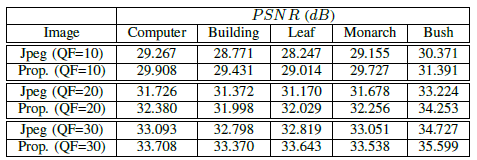 PSNR (dB)
Image Computer Building Leaf Monarch Bush
Jpeg (QF=10) 29.267 28.771 28.247 29.155 30.371
Prop. (QF=10) 29.908 29.431 29.014 29.727 31.391
Jpeg (QF=20) 31.726 31.372 31.170 31.678 33.224
Prop. (QF=20) 32.380 31.998 32.029 32.256 34.253
Jpeg (QF=30) 33.093 32.798 32.819 33.051 34.727
Prop. (QF=30) 33.708 33.370 33.643 33.538 35.599